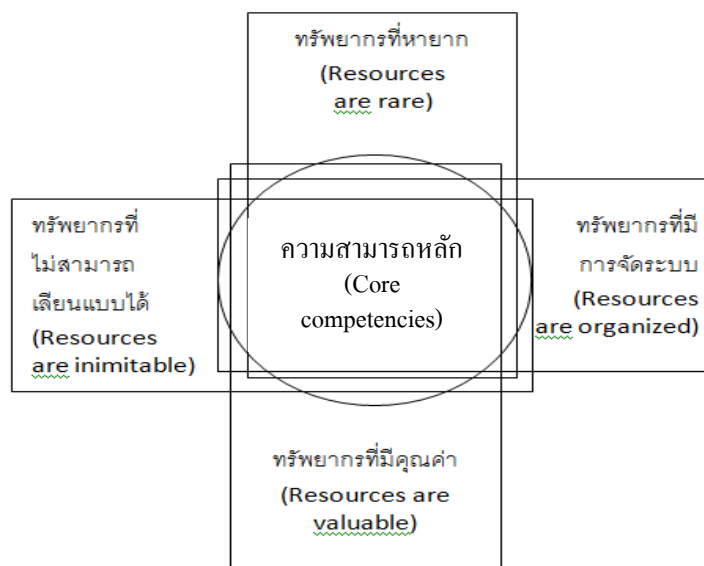 ทรัพยากรที่หายาก
(Resources
are rare)
ทรัพยากรที่
ไม่สามารถ
เลียนแบบได้
(Resources
are inimitable)
ความสามารถหลัก
(Core
competencies)
ทรัพยากรที่มี
การจัดระบบ
(Resources
are organized)
ทรัพยากรที่มีคุณค่า
(Resources are
valuable)